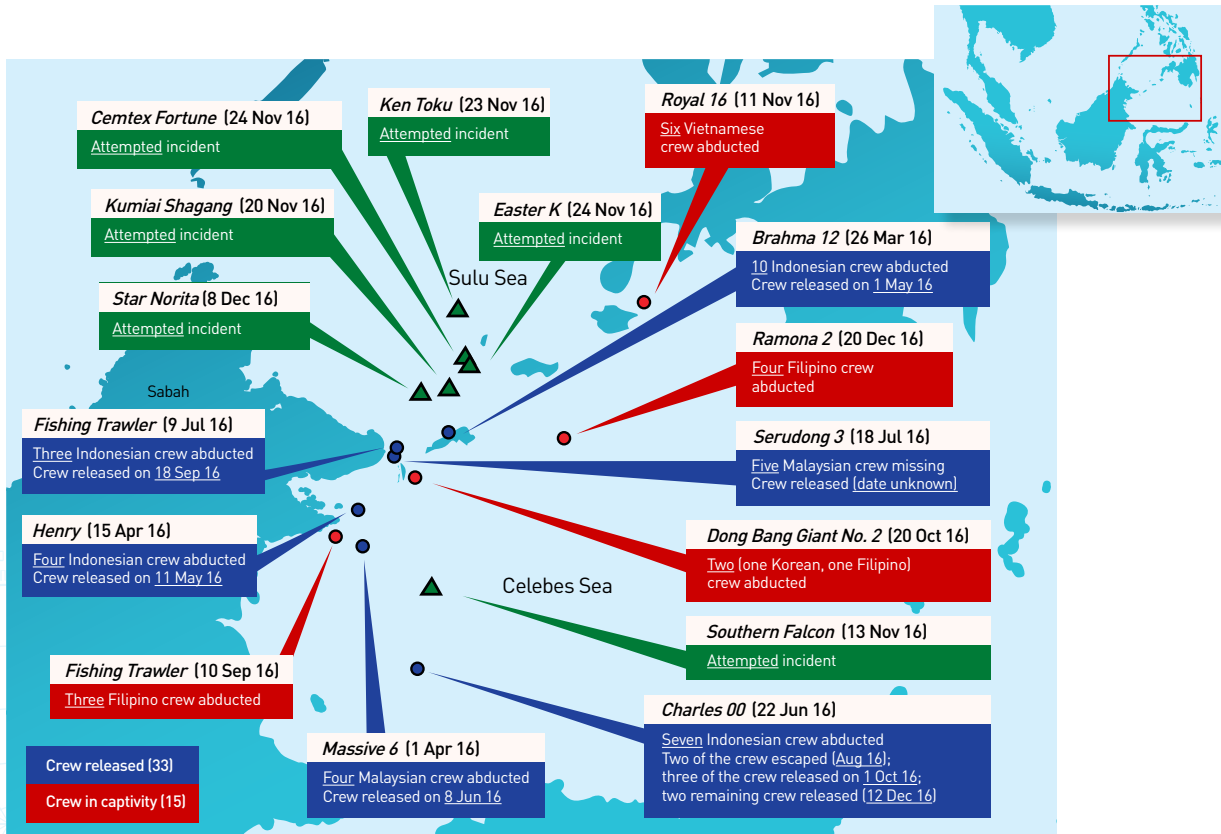 Cemtex Fortune (24 Nov 16)
Attempted incident
Ken Toku (23 Nov 16)
Attempted incident
Royal 16 (11 Nov 16)
Six Vietnamese
crew abducted
Kumiai Shagang (20 Nov 16)
Attempted incident
Easter K (24 Nov 16)
Attempted incident
Brahma 12 (26 Mar 16)
10 Indonesian crew abducted
Crew released on 1 May 16
Sulu Sea
Star Norita (8 Dec 16)
Attempted incident
Ramona 2 (20 Dec 16)
Four Filipino crew
abducted
Sabah
Fishing Trawler (9 Jul 16)
Three Indonesian crew abducted
Crew released on 18 Sep 16
Serudong 3 (18 Jul 16)
Five Malaysian crew missing
Crew released (date unknown)
Henry (15 Apr 16)
Four Indonesian crew abducted
Crew released on 11 May 16
Dong Bang Giant No. 2 (20 Oct 16)
Two (one Korean, one Filipino)
crew abducted
Celebes Sea
Southern Falcon (13 Nov 16)
Attempted incident
Fishing Trawler (10 Sep 16)
Three Filipino crew abducted
Charles 00 (22 Jun 16)
Seven Indonesian crew abducted
Two of the crew escaped (Aug 16);
three of the crew released on 1 Oct 16;
two remaining crew released (12 Dec 16)
Massive 6 (1 Apr 16)
Four Malaysian crew abducted
Crew released on 8 Jun 16
Crew released (33)
Crew in captivity (15)